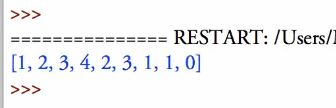 >>>
=============== RESTART: /Users/
[1, 2, 3, 4, 2, 3, 1, 1, 0]
>>>